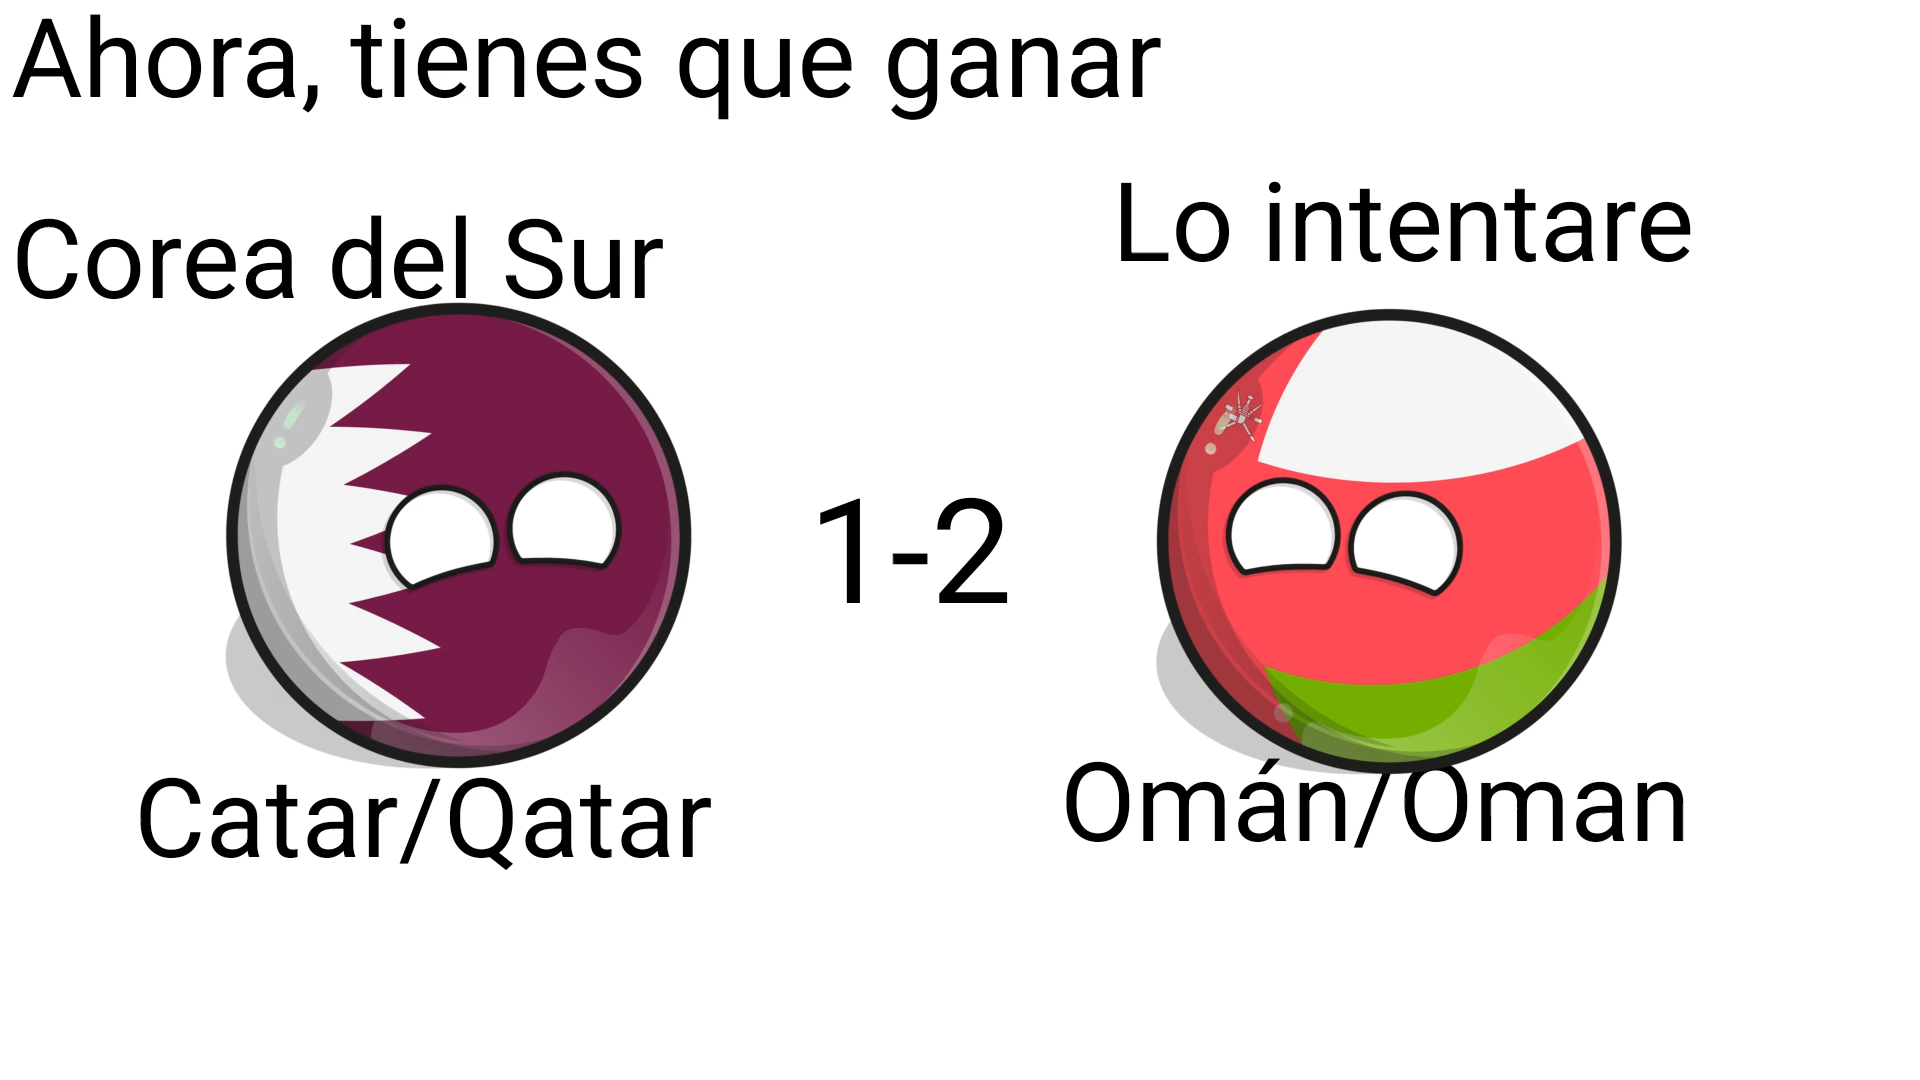 Ahora, tienes que ganar
Corea del Sur
Lo intentare
1-2
Catar/Qatar
Omán/Oman